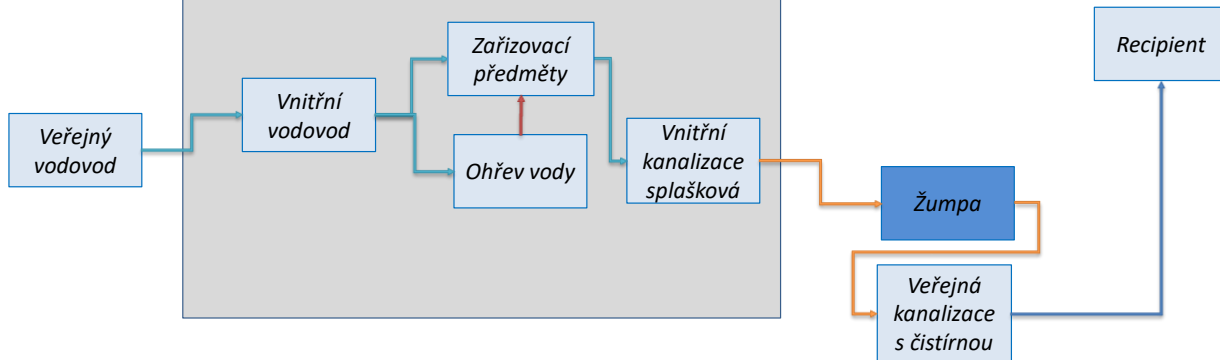 Veřejný
vodovod
Vnitřní
vodovod
Zařizovací
předměty
Ohřev vody
Vnitřní
kanalizace
splašková
Žumpa
Veřejná
kanalizace
s čistírnou
Recipient